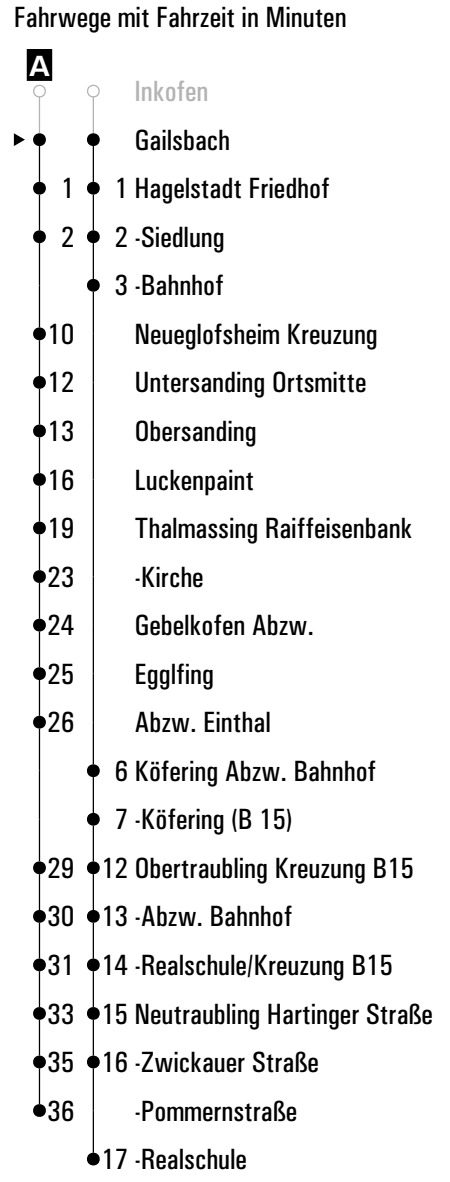 Fahrwege mit Fahrzeit in Minuten
A
Inkofen
Gailsbach
1 1 Hagelstadt Friedhof
2 2 -Siedlung
3 -Bahnhof
10 Neueglofsheim Kreuzung
12 Untersanding Ortsmitte
13 Obersanding
16 Luckenpaint
19 Thalmassing Raiffeisenbank
23 -Kirche
24 Gebelkofen Abzw.
25 Egglfing
26 Abzw. Einthal
6 Köfering Abzw. Bahnhof
7 -Köfering (B 15)
29 12 Obertraubling Kreuzung B15
30 13 -Abzw. Bahnhof
31 14 -Realschule/Kreuzung B15
33 15 Neutraubling Hartinger Straße
35 16 -Zwickauer Straße
36 -Pommernstraße
17 -Realschule